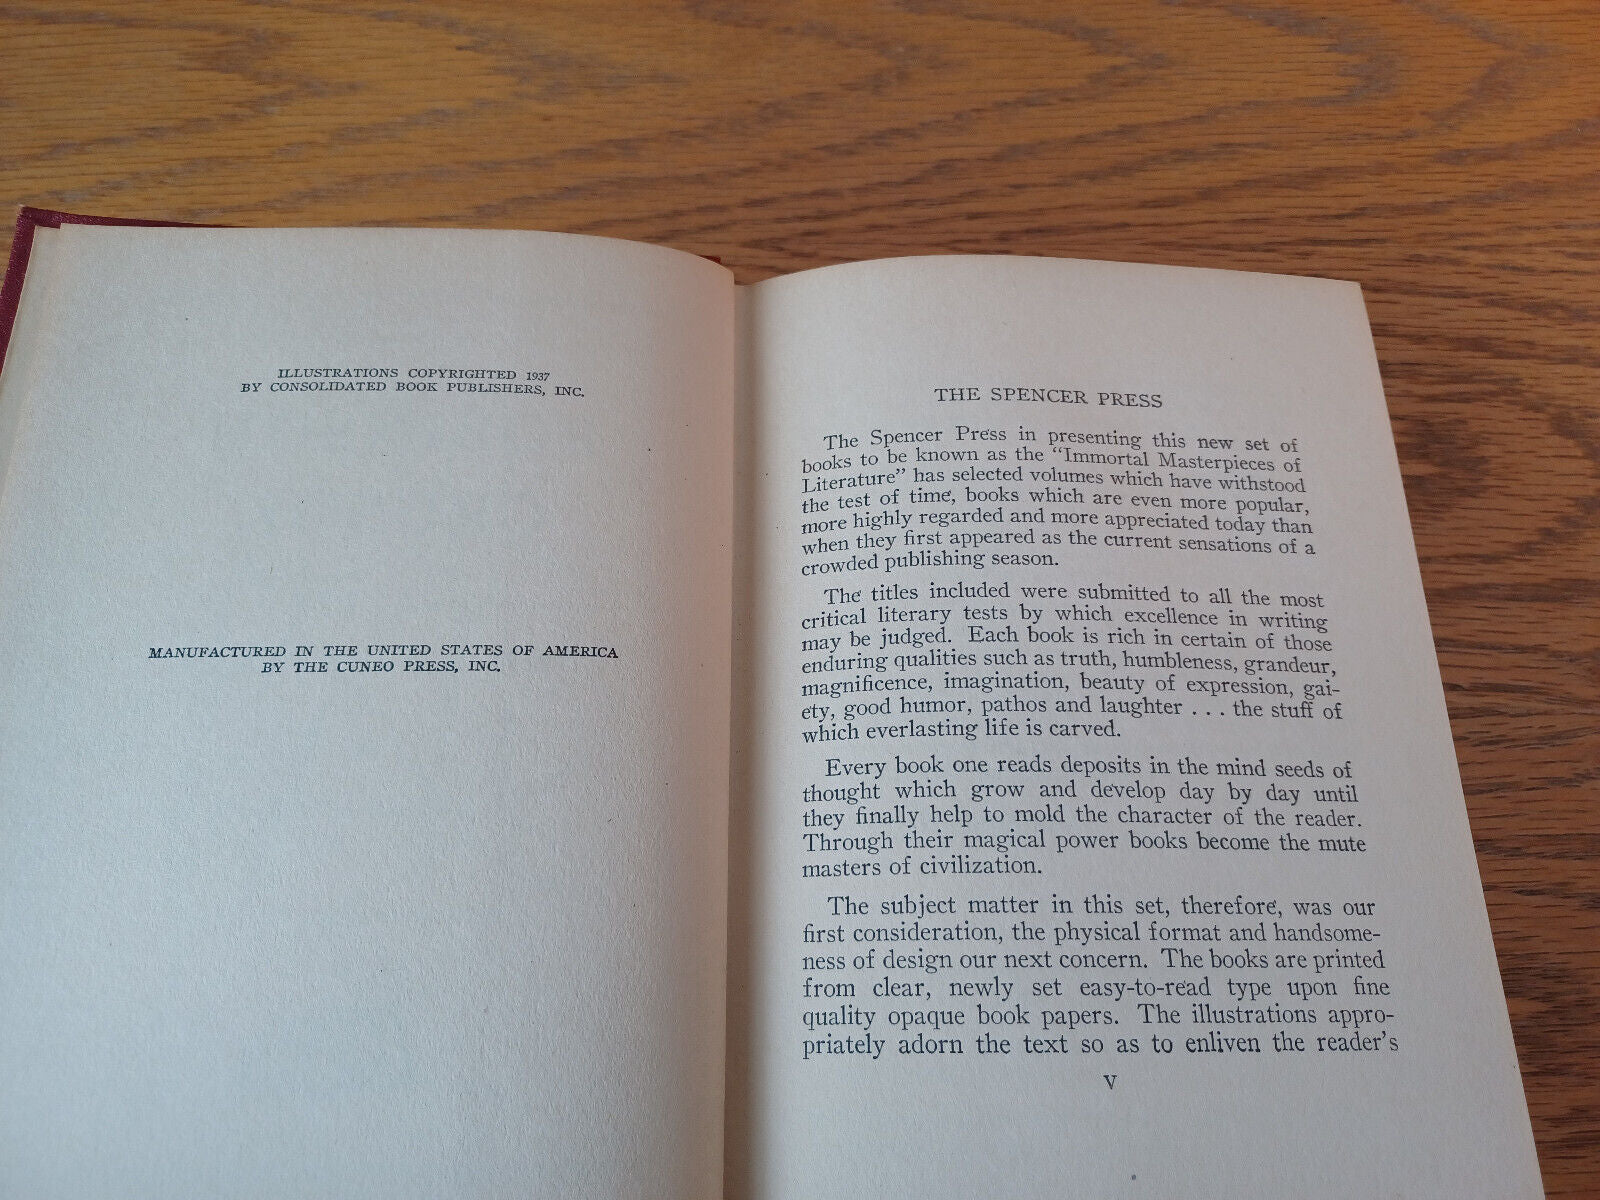 ILLUSTRATIONS COPYRIGHTED 1937
BY CONSOLIDATED BOOK PUBLISHERS, INC.
MANUFACTURED IN THE UNITED STATES OF AMERICA
BY THE CUNEO PRESS, INC.
THE SPENCER PRESS
The Spencer Press in presenting this new set of
books to be known as the "Immortal Masterpieces of
Literature" has selected volumes which have withstood
the test of time, books which are even more popular,
more highly regarded and more appreciated today than
when they first appeared as the current sensations of a
crowded publishing season.
The titles included were submitted to all the most
critical literary tests by which excellence in writing
may be judged. Each book is rich in certain of those
enduring qualities such as truth, humbleness, grandeur,
magnificence, imagination, beauty of expression, gai-
ety, good humor, pathos and laughter . . . the stuff of
which everlasting life is carved.
Every book one reads deposits in the mind seeds of
thought which grow and develop day by day until
they finally help to mold the character of the reader.
Through their magical power books become the mute
masters of civilization.
The subject matter in this set, therefore, was our
first consideration, the physical format and handsome-
ness of design our next concern. The books are printed
from clear, newly set easy-to-read type upon fine
quality opaque book papers. The illustrations appro-
priately adorn the text so as to enliven the reader's
V